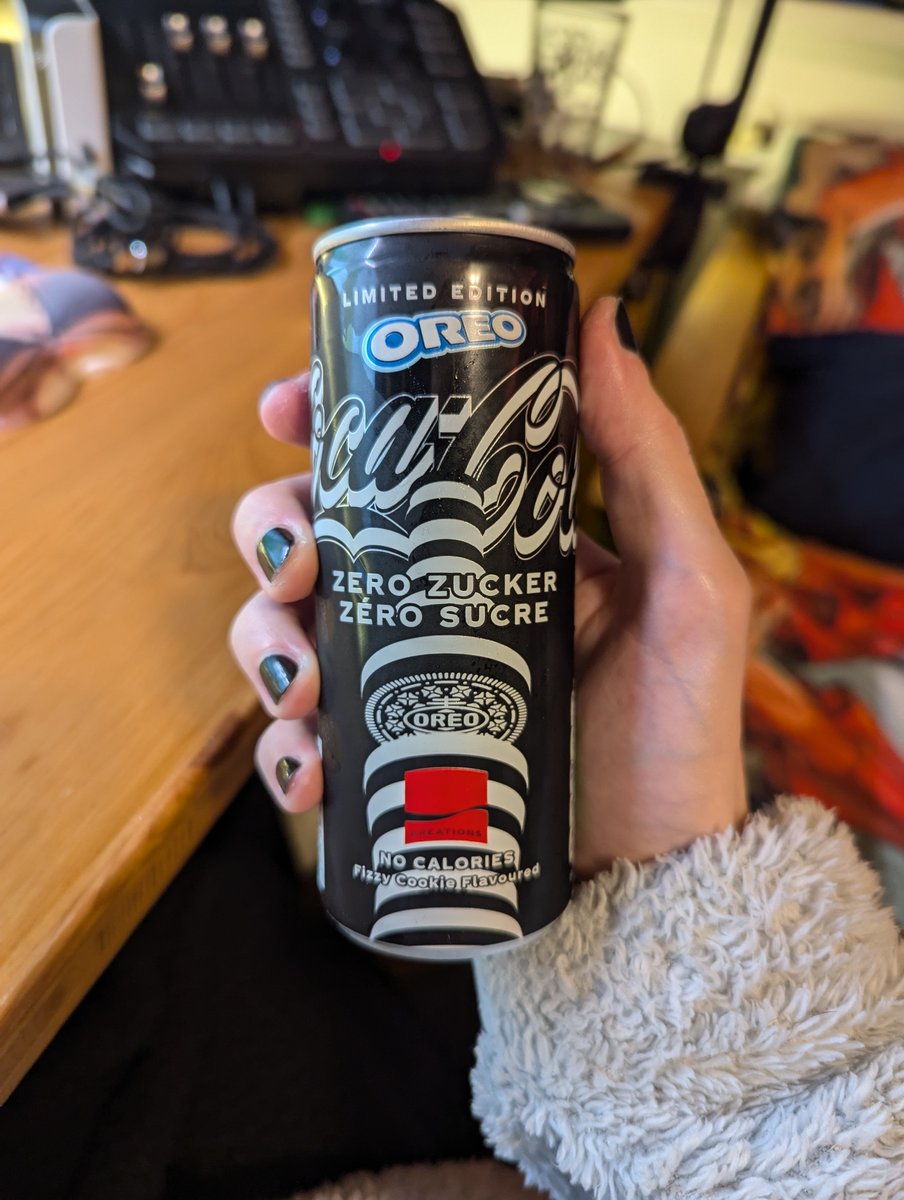 LIMITED EDITION
OREO
Coca-Cola
ZERO ZUCKER
ZÉRO SUCRE
OREO
CREATIONS
NO CALORIES
Fizzy Cookie Flavoured